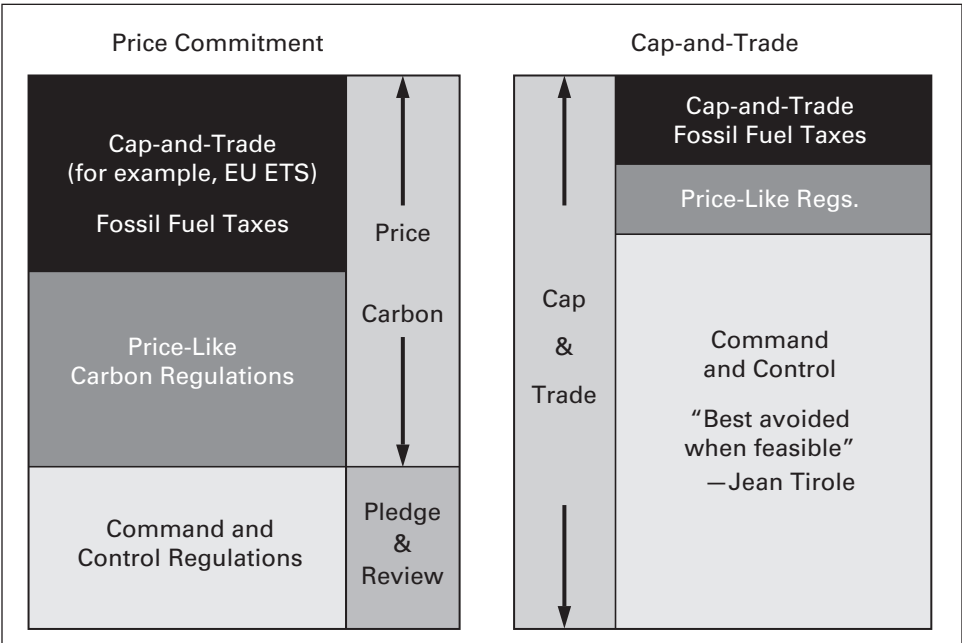 Price Commitment
Cap-and-Trade
(for example, EU ETS)
Fossil Fuel Taxes
Price-Like
Carbon Regulations
Command and
Control Regulations
Price
Carbon
Pledge
&
Review
Cap-and-Trade
Cap
&
Trade
Cap-and-Trade
Fossil Fuel Taxes
Price-Like Regs.
Command
and Control
“Best avoided
when feasible”
—Jean Tirole